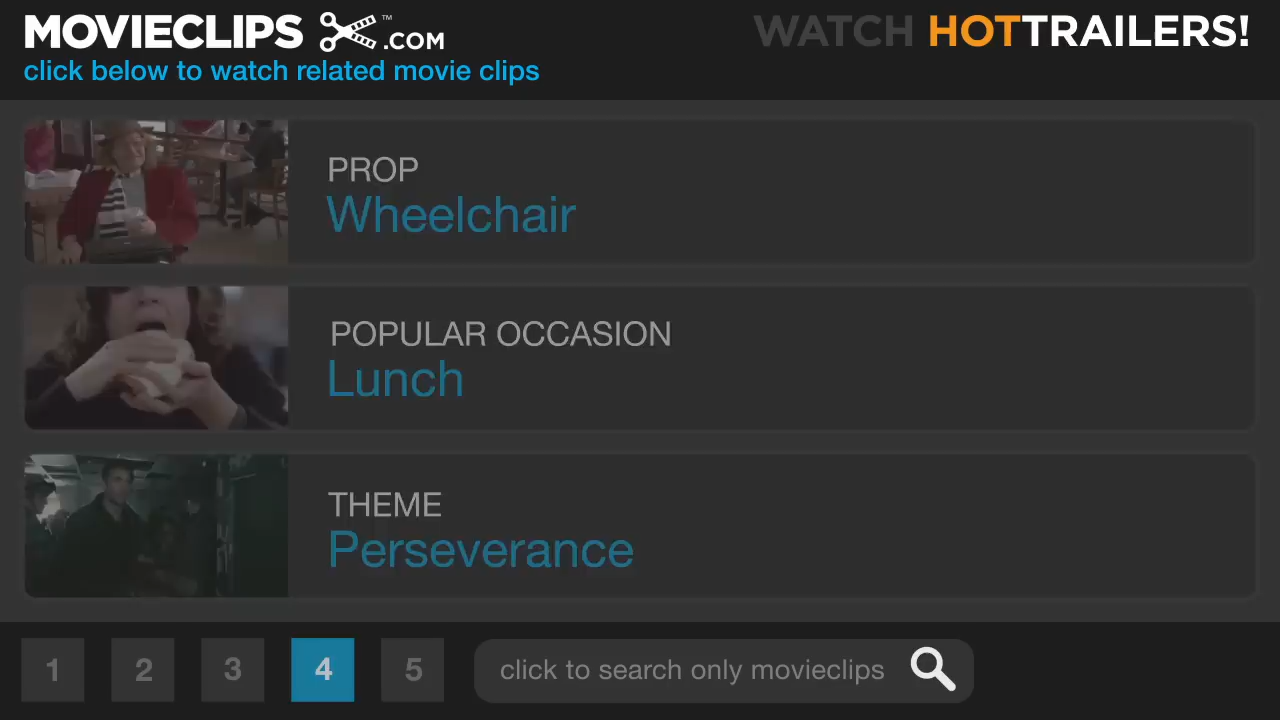 MOVIECLIPS ™ .COM
WATCH HOTTRAILERS!
click below to watch related movie clips
PROP
Wheelchair
POPULAR OCCASION
Lunch
THEME
Perseverance
1 2 3 4 5 click to search only movieclips